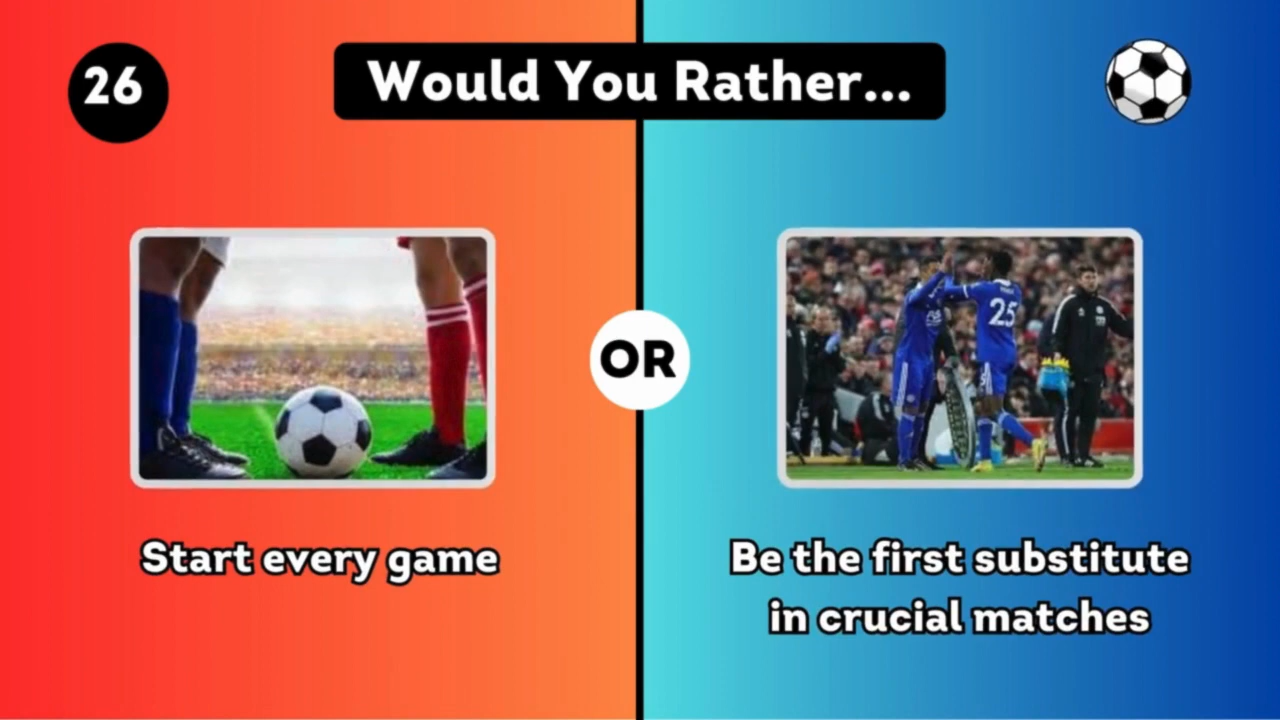 26
Would You Rather...
OR
25
Start every game
Be the first substitute
in crucial matches